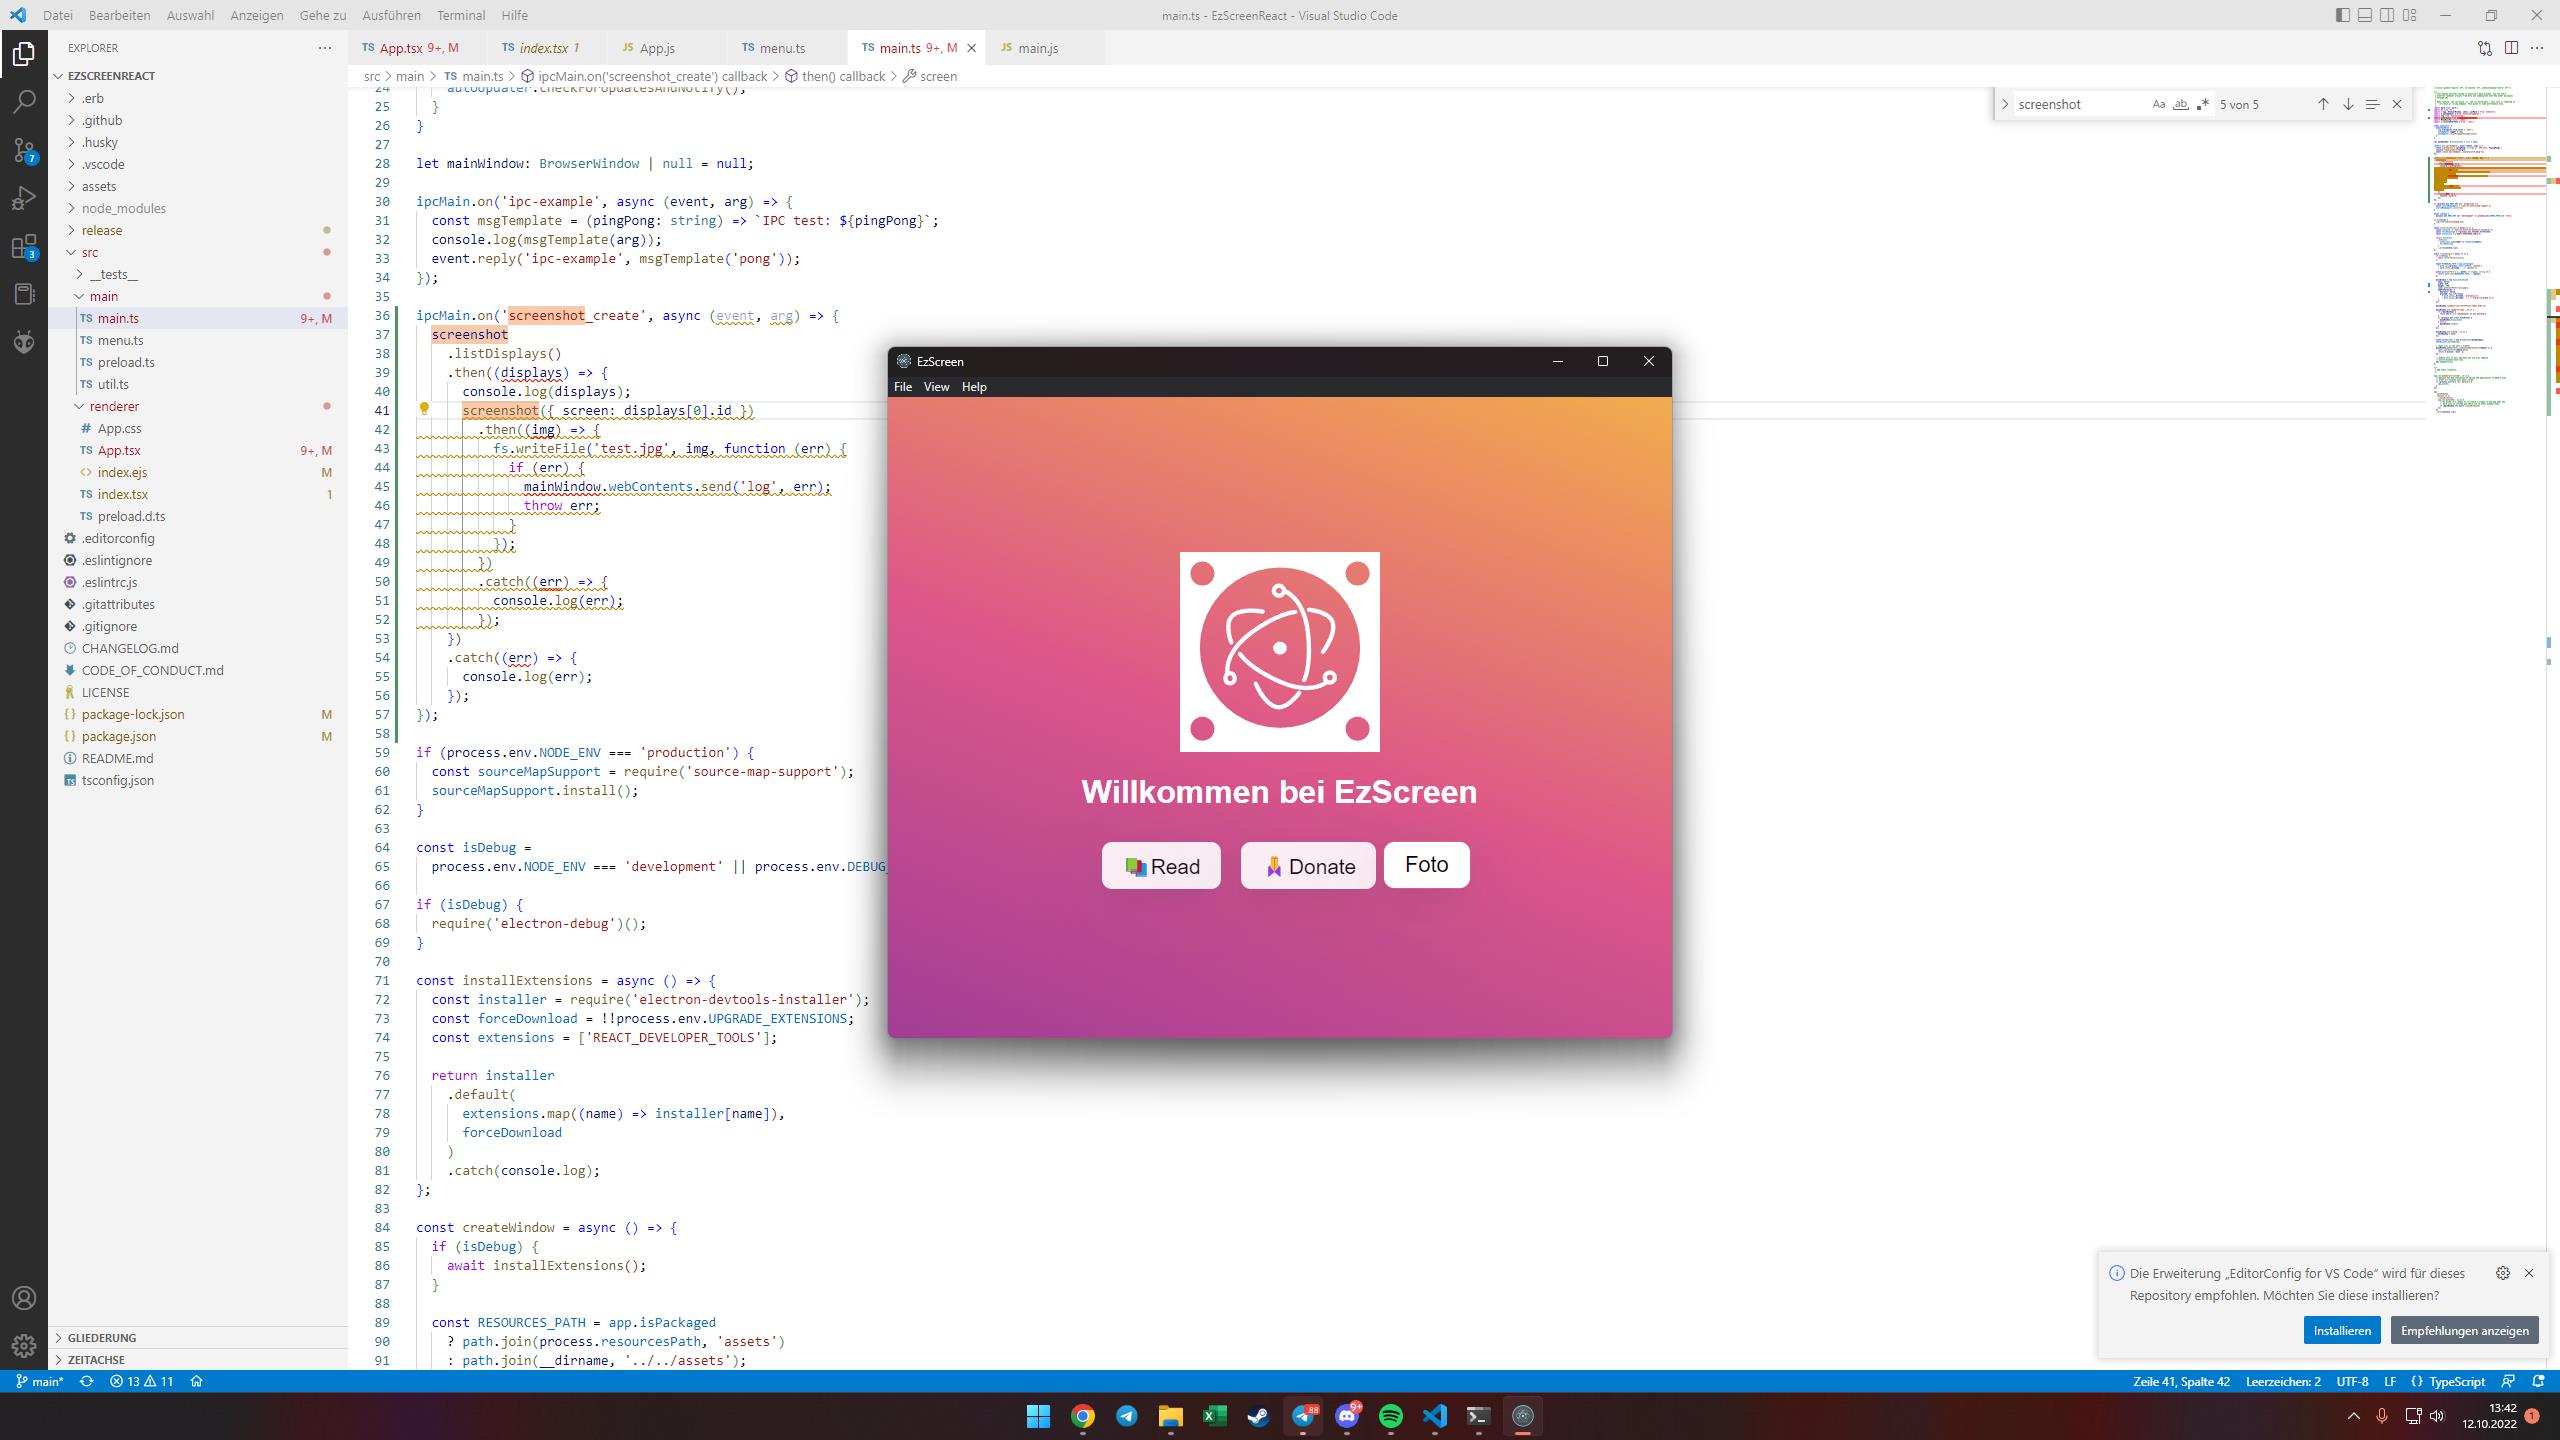 Datei Bearbeiten Auswahl Anzeigen Gehe zu Ausführen Terminal Hilfe
main.ts - EzScreenReact - Visual Studio Code
EXPLORER
EZSCREENREACT
.erb
.github
.husky
.vscode
assets
node_modules
release
src
__tests__
main
main.ts 9+, M
menu.ts
preload.ts
util.ts
renderer
App.css
App.tsx 9+, M
index.ejs M
index.tsx 1
preload.d.ts
.editorconfig
.eslintignore
.eslintrc.js
.gitattributes
.gitignore
CHANGELOG.md
CODE_OF_CONDUCT.md
LICENSE
package-lock.json M
package.json M
README.md
tsconfig.json
GLIEDERUNG
ZEITACHSE
7
3
TS App.tsx 9+, M TS index.tsx 1 JS App.js TS menu.ts TS main.ts 9+, M JS main.js
src > main > TS main.ts > ipcMain.on('screenshot_create') callback > then() callback > screen
screenshot Aa ab 5 von 5
24 autoUpdater.checkForUpdatesAndNotify();
25 }
26 }
27
28 let mainWindow: BrowserWindow | null = null;
29
30 ipcMain.on('ipc-example', async (event, arg) => {
31 const msgTemplate = (pingPong: string) => `IPC test: ${pingPong}`;
32 console.log(msgTemplate(arg));
33 event.reply('ipc-example', msgTemplate('pong'));
34 });
35
36 ipcMain.on('screenshot_create', async (event, arg) => {
37 screenshot
38 .listDisplays()
39 .then((displays) => {
40 console.log(displays);
41 screenshot({ screen: displays[0].id })
42 .then((img) => {
43 fs.writeFile('test.jpg', img, function (err) {
44 if (err) {
45 mainWindow.webContents.send('log', err);
46 throw err;
47 }
48 });
49 })
50 .catch((err) => {
51 console.log(err);
52 });
53 })
54 .catch((err) => {
55 console.log(err);
56 });
57 });
58
59 if (process.env.NODE_ENV === 'production') {
60 const sourceMapSupport = require('source-map-support');
61 sourceMapSupport.install();
62 }
63
64 const isDebug =
65 process.env.NODE_ENV === 'development' || process.env.DEBUG_
66
67 if (isDebug) {
68 require('electron-debug')();
69 }
70
71 const installExtensions = async () => {
72 const installer = require('electron-devtools-installer');
73 const forceDownload = !!process.env.UPGRADE_EXTENSIONS;
74 const extensions = ['REACT_DEVELOPER_TOOLS'];
75
76 return installer
77 .default(
78 extensions.map((name) => installer[name]),
79 forceDownload
80 )
81 .catch(console.log);
82 };
83
84 const createWindow = async () => {
85 if (isDebug) {
86 await installExtensions();
87 }
88
89 const RESOURCES_PATH = app.isPackaged
90 ? path.join(process.resourcesPath, 'assets')
91 : path.join(__dirname, '../../assets');
EzScreen
File View Help
Willkommen bei EzScreen
Read Donate Foto
Die Erweiterung „EditorConfig for VS Code“ wird für dieses
Repository empfohlen. Möchten Sie diese installieren?
Installieren Empfehlungen anzeigen
main* 13 11
Zeile 41, Spalte 42 Leerzeichen: 2 UTF-8 LF {} TypeScript
88 9+
13:42
12.10.2022
1